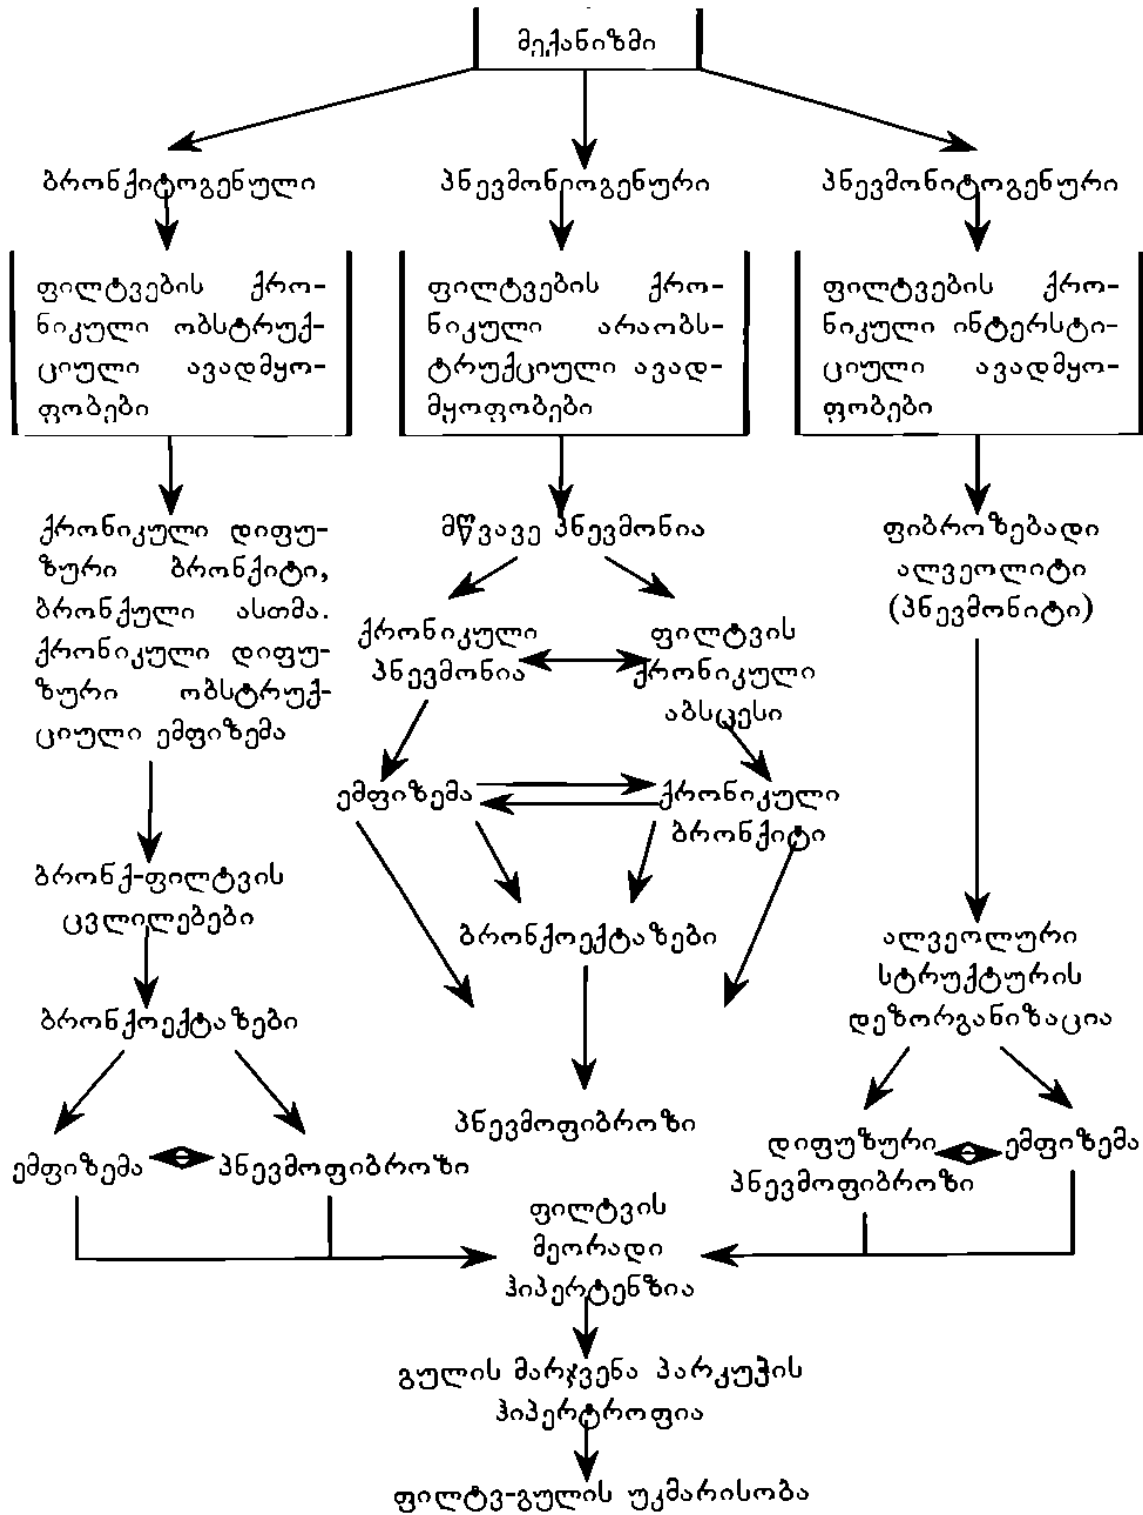 მექანიზმი
ბრონქიტოგენული
პნევმონიოგენური
პნევმონიტოგენური
ფილტვების ქრო-
ნიკული ობსტრუქ-
ციული ავადმყო-
ფობები
ფილტვების ქრო-
ნიკული არაობს-
ტრუქციული ავად-
მყოფობები
ფილტვების ქრო-
ნიკული ინტერსტი-
ციული ავადმყო-
ფობები
ქრონიკული დიფუ-
ზური ბრონქიტი,
ბრონქული ასთმა.
ქრონიკული დიფუ-
ზური ობსტრუქ-
ციული ემფიზემა
ბრონქ-ფილტვის
ცვლილებები
ბრონქოექტაზები
ემფიზემა
პნევმოფიბროზი
მწვავე პნევმონია
ქრონიკული
პნევმონია
ფილტვის
ქრონიკული
აბსცესი
ემფიზემა
ქრონიკული
ბრონქიტი
ბრონქოექტაზები
პნევმოფიბროზი
ფიბროზებადი
ალვეოლიტი
(პნევმონიტი)
ალვეოლური
სტრუქტურის
დეზორგანიზაცია
დიფუზური
პნევმოფიბროზი
ემფიზემა
ფილტვის
მეორადი
ჰიპერტენზია
გულის მარჯვენა პარკუჭის
ჰიპერტროფია
ფილტვ-გულის უკმარისობა